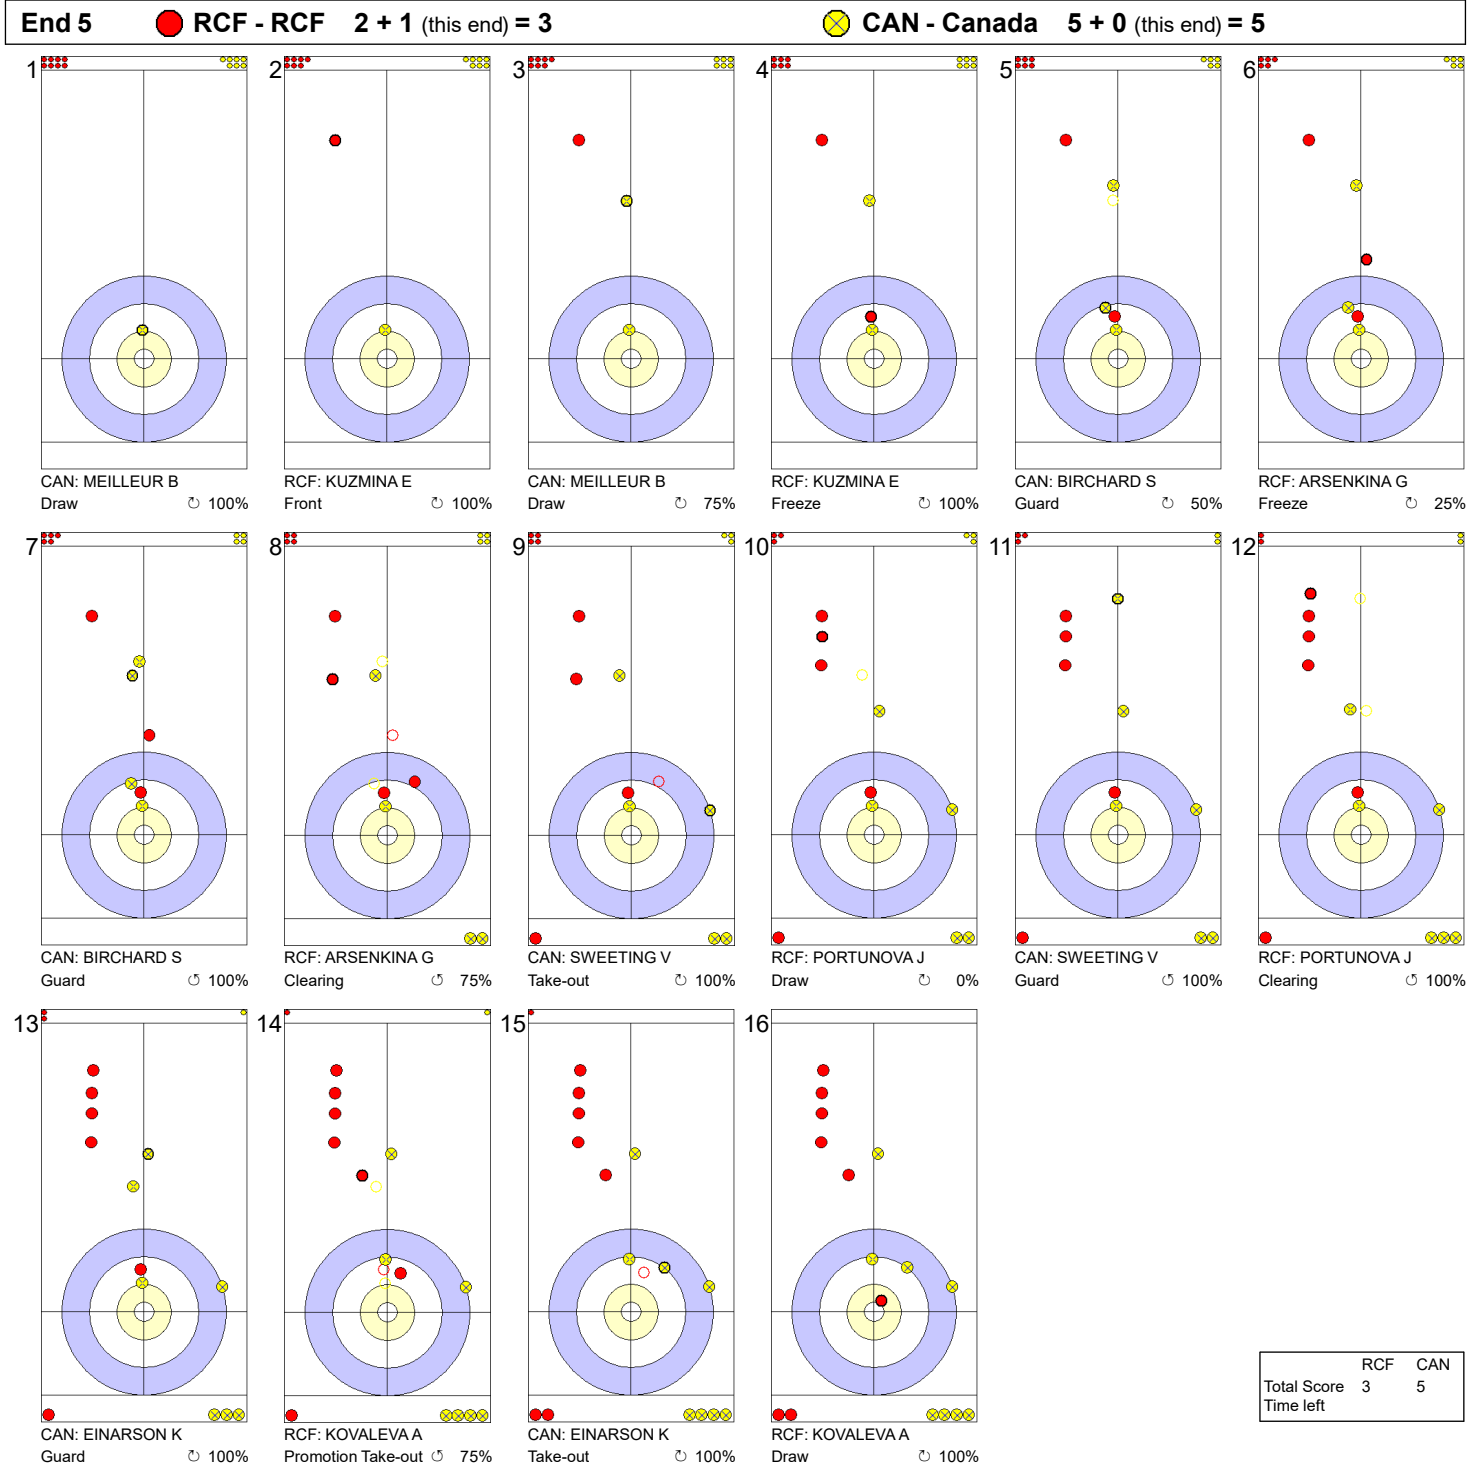 End 5 RCF - RCF 2 + 1 (this end) = 3 CAN - Canada 5 + 0 (this end) = 5
1 2 3 4 5 6
CAN: MEILLEUR B RCF: KUZMINA E CAN: MEILLEUR B RCF: KUZMINA E CAN: BIRCHARD S RCF: ARSENKINA G
Draw ↻ 100% Front ↻ 100% Draw ↻ 75% Freeze ↻ 100% Guard ↻ 50% Freeze ↻ 25%
7 8 9 10 11 12
CAN: BIRCHARD S RCF: ARSENKINA G CAN: SWEETING V RCF: PORTUNOVA J CAN: SWEETING V RCF: PORTUNOVA J
Guard ↺ 100% Clearing ↺ 75% Take-out ↺ 100% Draw ↻ 0% Guard ↺ 100% Clearing ↺ 100%
13 14 15 16
CAN: EINARSON K RCF: KOVALEVA A CAN: EINARSON K RCF: KOVALEVA A
Guard ↻ 100% Promotion Take-out ↺ 75% Take-out ↻ 100% Draw ↻ 100%
RCF CAN
Total Score 3 5
Time left